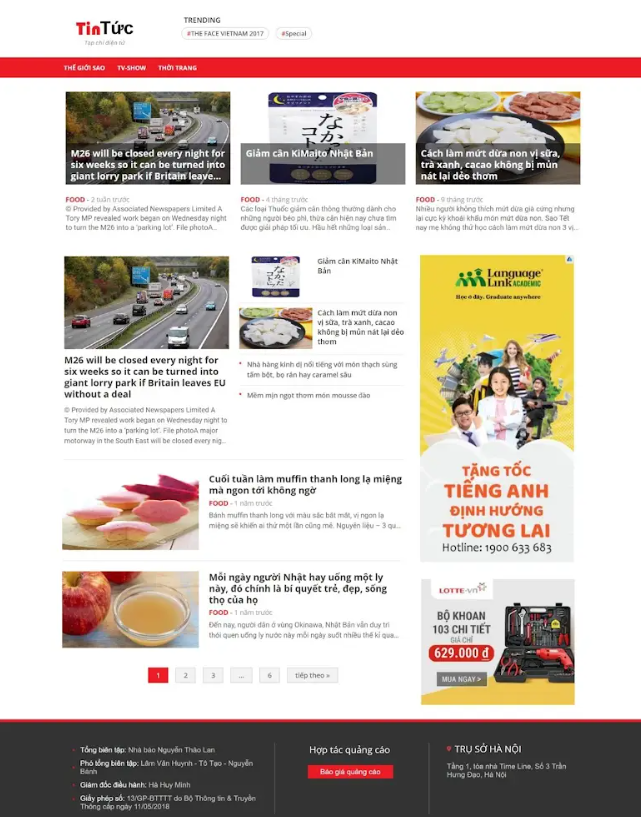 TinTức
Tạp chí điện tử
TRENDING
#THE FACE VIETNAM 2017
#Special
THẾ GIỚI SAO
TV-SHOW
THỜI TRANG
M26 will be closed every night for
six weeks so it can be turned into
giant lorry park if Britain leave...
FOOD - 2 tuần trước
© Provided by Associated Newspapers Limited A
Tory MP revealed work began on Wednesday night
to turn the M26 into a 'parking lot'. File photoA...
Giảm cân KiMaito Nhật Bản
FOOD - 4 tháng trước
Các loại Thuốc giảm cân thông thường dành cho
những người béo phì, thừa cân hiện nay chưa tìm
được giải pháp tối ưu. Hầu hết những loại sản...
Cách làm mứt dừa non vị sữa,
trà xanh, cacao không bị mủn
nát lại dẻo thơm
FOOD - 9 tháng trước
Nhiều người không thích mứt dừa già cứng nhưng
lại cực kỳ khoái khẩu món mứt dừa non. Sao Tết
nay mẹ không thử học cách làm mứt dừa non 3 vị...
M26 will be closed every night for
six weeks so it can be turned into
giant lorry park if Britain leaves EU
without a deal
© Provided by Associated Newspapers Limited A
Tory MP revealed work began on Wednesday night to
turn the M26 into a 'parking lot'. File photoA major
motorway in the South East will be closed every nig...
Giảm cân KiMaito Nhật
Bản
Cách làm mứt dừa non
vị sữa, trà xanh, cacao
không bị mủn nát lại dẻo
thơm
Nhà hàng kinh dị nổi tiếng với món thạch sùng
tẩm bột, bọ rán hay caramel sâu
Mềm mịn ngọt thơm món mousse đào
Language
Link ACADEMIC
Học ở đây. Graduate anywhere
TĂNG TỐC
TIẾNG ANH
ĐỊNH HƯỚNG
TƯƠNG LAI
Hotline: 1900 633 683
Cuối tuần làm muffin thanh long lạ miệng
mà ngon tới không ngờ
FOOD - 1 năm trước
Bánh muffin thanh long với màu sắc bắt mắt, vị ngon lạ
miệng sẽ khiến ai thử một lần cũng mê. Nguyên liệu – 3 qu...
Mỗi ngày người Nhật hay uống một ly
này, đó chính là bí quyết trẻ, đẹp, sống
thọ của họ
FOOD - 1 năm trước
Đến nay, người dân ở vùng Okinawa, Nhật Bản vẫn duy trì
thói quen uống ly nước này mỗi ngày suốt nhiều thế kỉ qua...
LOTTE.vn
BỘ KHOAN
103 CHI TIẾT
GIÁ CHỈ
629.000 đ
MUA NGAY >
1
2
3
...
6
tiếp theo »
Tổng biên tập: Nhà báo Nguyễn Thảo Lan
Phó tổng biên tập: Lâm Văn Huynh - Tô Tạo - Nguyễn
Bánh
Giám đốc điều hành: Hà Huy Minh
Giấy phép số: 13/GP-BTTTT do Bộ Thông tin & Truyền
Thông cấp ngày 11/05/2018
Hợp tác quảng cáo
Báo giá quảng cáo
TRỤ SỞ HÀ NỘI
Tầng 1, tòa nhà Time Line, Số 3 Trần
Hưng Đạo, Hà Nội